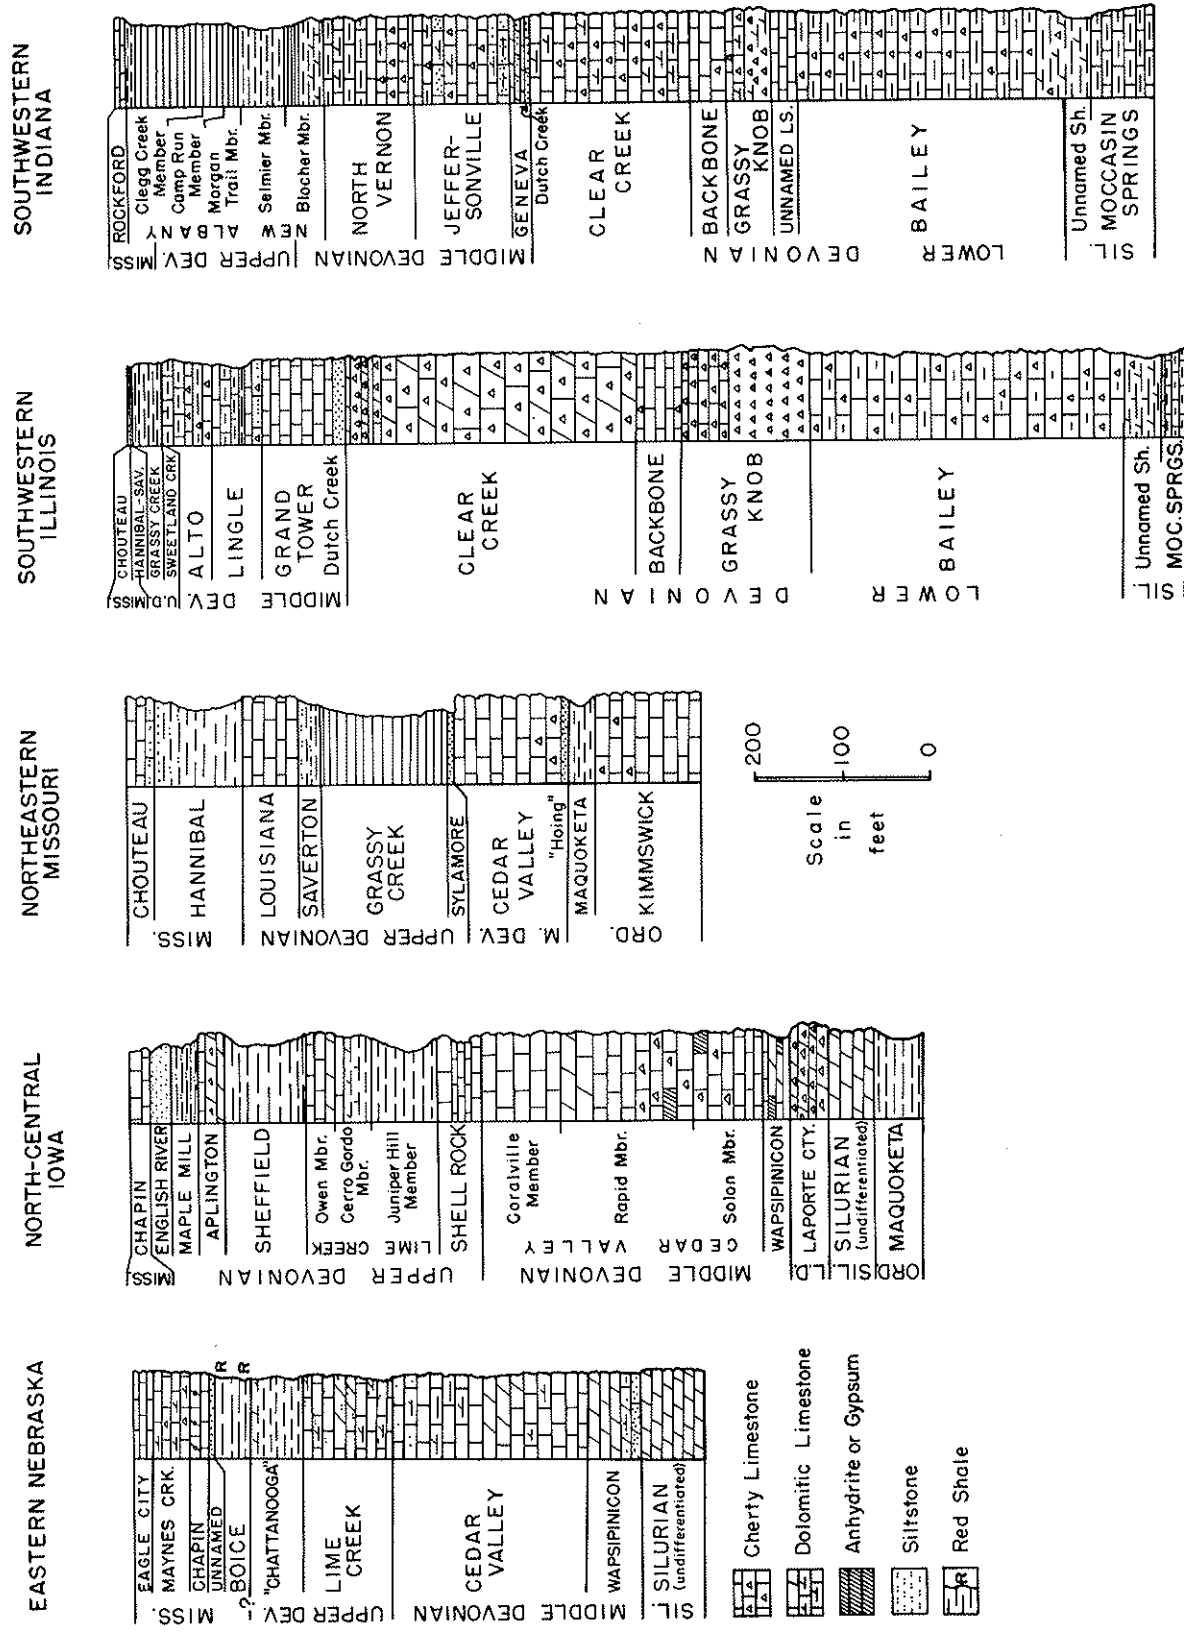 EASTERN NEBRASKA
EAGLE CITY
MAYNES CRK.
CHAPIN
UNNAMED
BOICE
"CHATTANOOGA"
LIME
CREEK
CEDAR
VALLEY
WAPSIPINICON
SILURIAN
(undifferentiated)
MISS.
-?-
UPPER DEV.
MIDDLE DEVONIAN
SIL.
R
R
NORTH-CENTRAL
IOWA
CHAPIN
ENGLISH RIVER
MAPLE MILL
APLINGTON
SHEFFIELD
Owen Mbr.
Cerro Gordo
Mbr.
Juniper Hill
Member
LIME CREEK
SHELL ROCK
Coralville
Member
Rapid Mbr.
Solon Mbr.
CEDAR VALLEY
WAPSIPINICON
LAPORTE CTY.
SILURIAN
(undifferentiated)
MAQUOKETA
MISS.
UPPER DEVONIAN
MIDDLE DEVONIAN
L.D.
SIL.
ORD
NORTHEASTERN
MISSOURI
CHOUTEAU
HANNIBAL
LOUISIANA
SAVERTON
GRASSY
CREEK
SYLAMORE
CEDAR
VALLEY
"Hoing"
MAQUOKETA
KIMMSWICK
MISS.
UPPER DEVONIAN
M. DEV.
ORD.
SOUTHWESTERN
ILLINOIS
CHOUTEAU
HANNIBAL-SAV.
GRASSY CREEK
SWEETLAND CRK
ALTO
LINGLE
GRAND
TOWER
Dutch Creek
CLEAR
CREEK
BACKBONE
GRASSY
KNOB
BAILEY
Unnamed Sh.
MOC.SPRGS.
MISS.
U.D.
MIDDLE DEV.
LOWER DEVONIAN
SIL.
SOUTHWESTERN
INDIANA
ROCKFORD
Clegg Creek
Member
Camp Run
Member
Morgan
Trail Mbr.
Selmier Mbr.
Blocher Mbr.
NEW ALBANY
NORTH
VERNON
JEFFER-
SONVILLE
GENEVA
Dutch Creek
CLEAR
CREEK
BACKBONE
GRASSY
KNOB
UNNAMED LS.
BAILEY
Unnamed Sh.
MOCCASIN
SPRINGS
MISS.
UPPER DEV.
MIDDLE DEVONIAN
LOWER DEVONIAN
SIL.
Cherty Limestone
Dolomitic Limestone
Anhydrite or Gypsum
Siltstone
R
Red Shale
Scale
in
feet
200
100
0